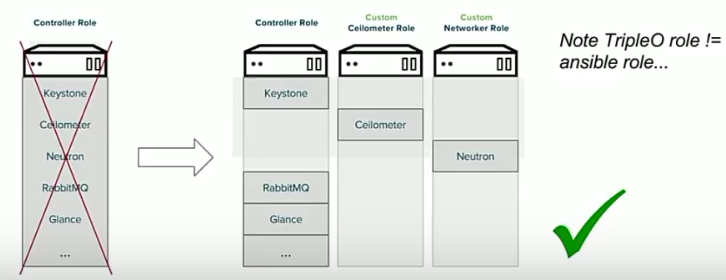 Controller Role
Keystone
Ceilometer
Neutron
RabbitMQ
Glance
...
Controller Role
Keystone
RabbitMQ
Glance
...
Custom
Ceilometer Role
Ceilometer
Custom
Networker Role
Neutron
Note TripleO role !=
ansible role...